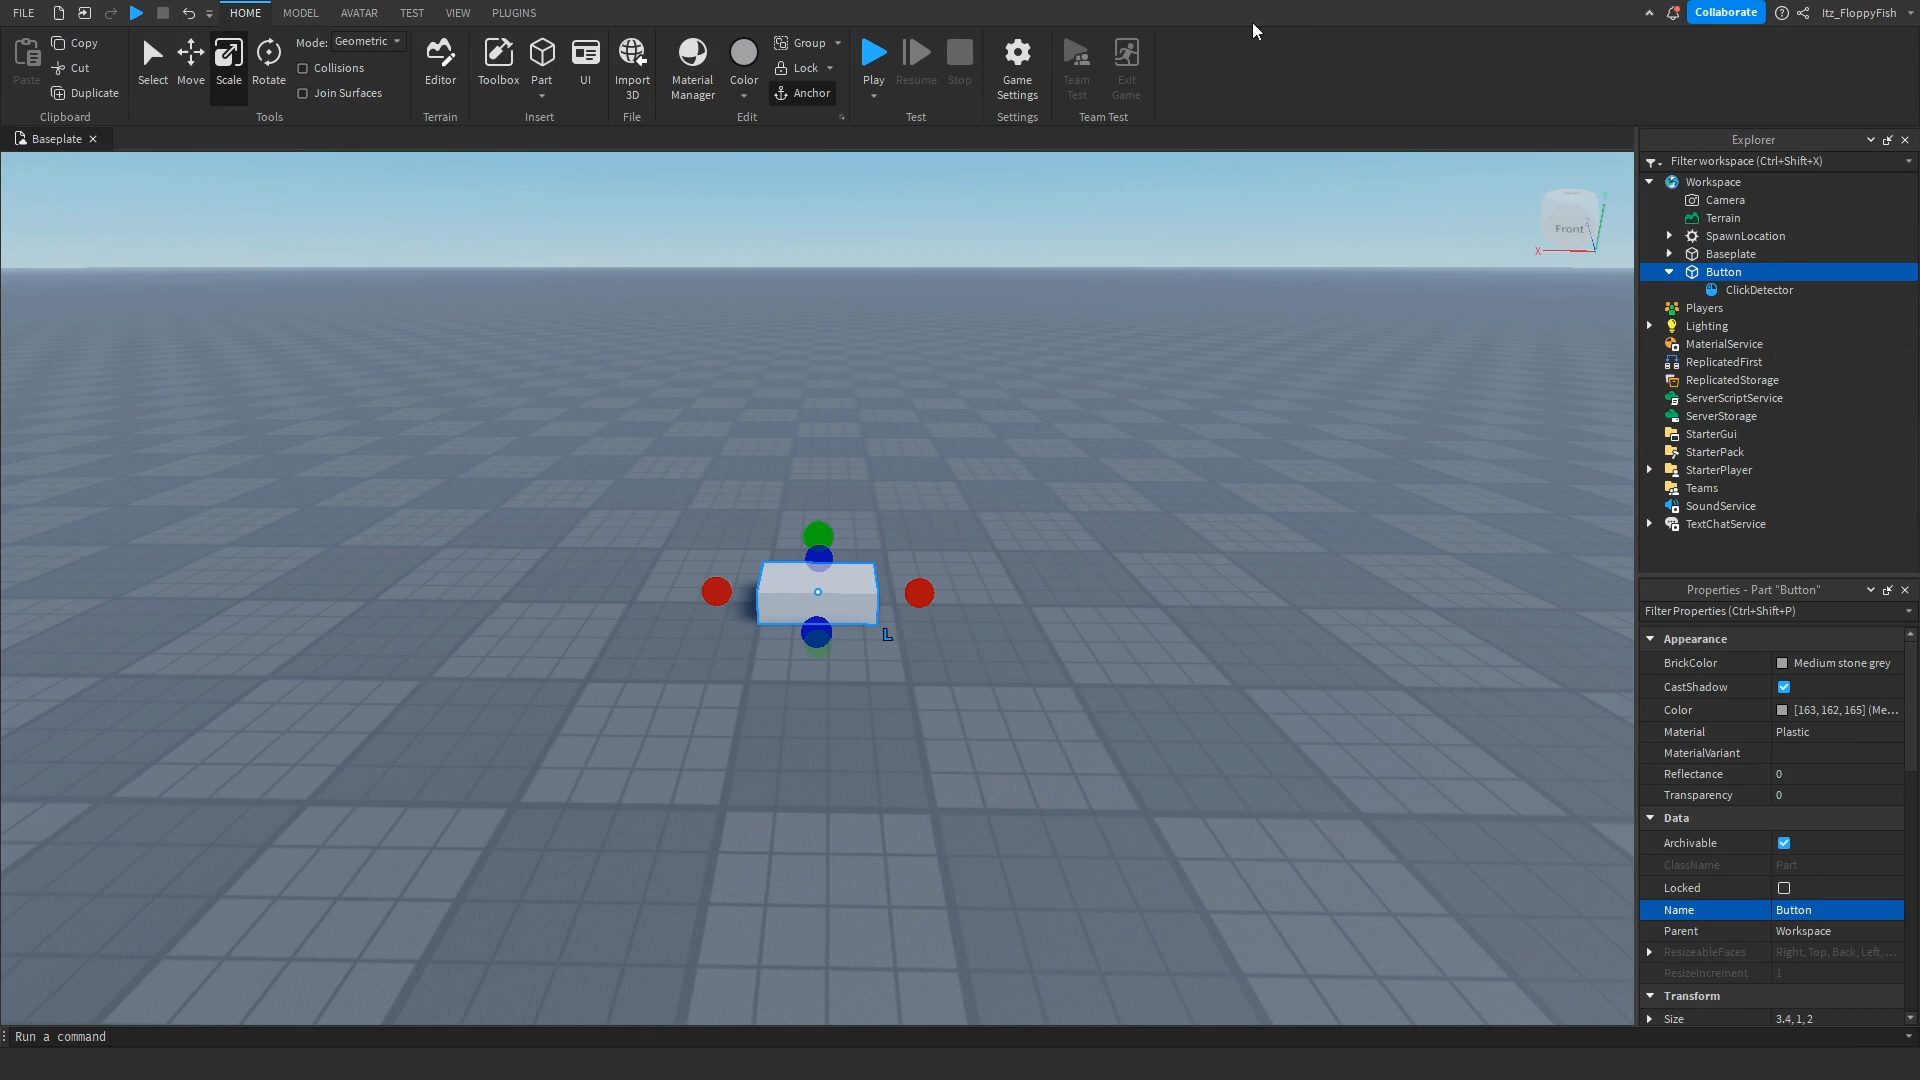 FILE
HOME
MODEL
AVATAR
TEST
VIEW
PLUGINS
Collaborate
Itz_FloppyFish
Paste
Copy
Cut
Duplicate
Clipboard
Select
Move
Scale
Rotate
Mode: Geometric
Collisions
Join Surfaces
Tools
Editor
Terrain
Toolbox
Part
UI
Insert
Import
3D
File
Material
Manager
Color
Group
Lock
Anchor
Edit
Play
Resume
Stop
Test
Game
Settings
Settings
Team
Test
Exit
Game
Team Test
Baseplate
Front
X
Y
Z
L
Explorer
Filter workspace (Ctrl+Shift+X)
Workspace
Camera
Terrain
SpawnLocation
Baseplate
Button
ClickDetector
Players
Lighting
MaterialService
ReplicatedFirst
ReplicatedStorage
ServerScriptService
ServerStorage
StarterGui
StarterPack
StarterPlayer
Teams
SoundService
TextChatService
Properties - Part "Button"
Filter Properties (Ctrl+Shift+P)
Appearance
BrickColor Medium stone grey
CastShadow
Color [163, 162, 165] (Me...
Material Plastic
MaterialVariant
Reflectance 0
Transparency 0
Data
Archivable
ClassName Part
Locked
Name Button
Parent Workspace
ResizeableFaces Right, Top, Back, Left, ...
ResizeIncrement 1
Transform
Size 3.4, 1, 2
Run a command